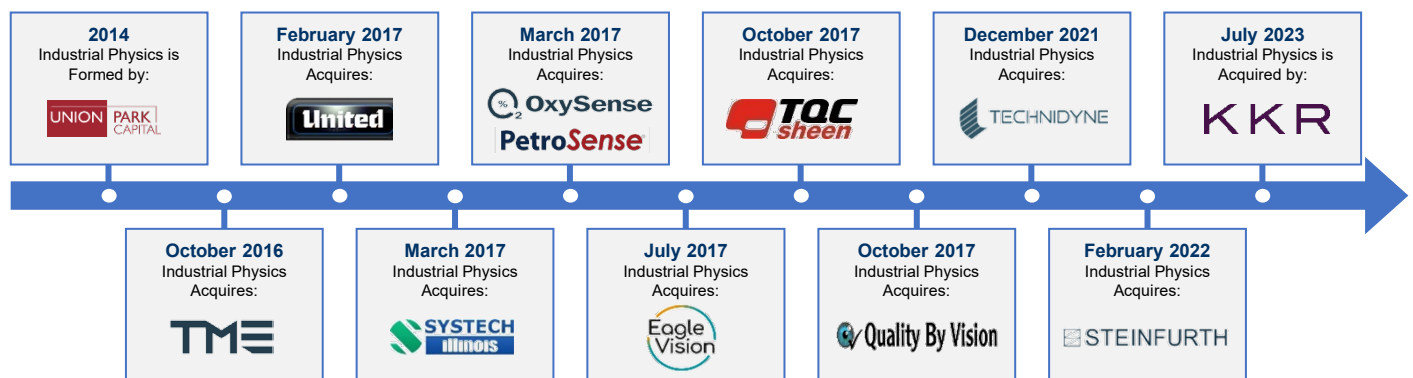 2014
Industrial Physics is
Formed by:
UNION PARK
CAPITAL
October 2016
Industrial Physics
Acquires:
TME
February 2017
Industrial Physics
Acquires:
United
March 2017
Industrial Physics
Acquires:
SYSTECH
illinois
March 2017
Industrial Physics
Acquires:
% 2 OxySense
PetroSense
July 2017
Industrial Physics
Acquires:
Eagle
Vision
October 2017
Industrial Physics
Acquires:
TQC
sheen
October 2017
Industrial Physics
Acquires:
Quality By Vision
December 2021
Industrial Physics
Acquires:
TECHNIDYNE
February 2022
Industrial Physics
Acquires:
STEINFURTH
July 2023
Industrial Physics is
Acquired by:
KKR